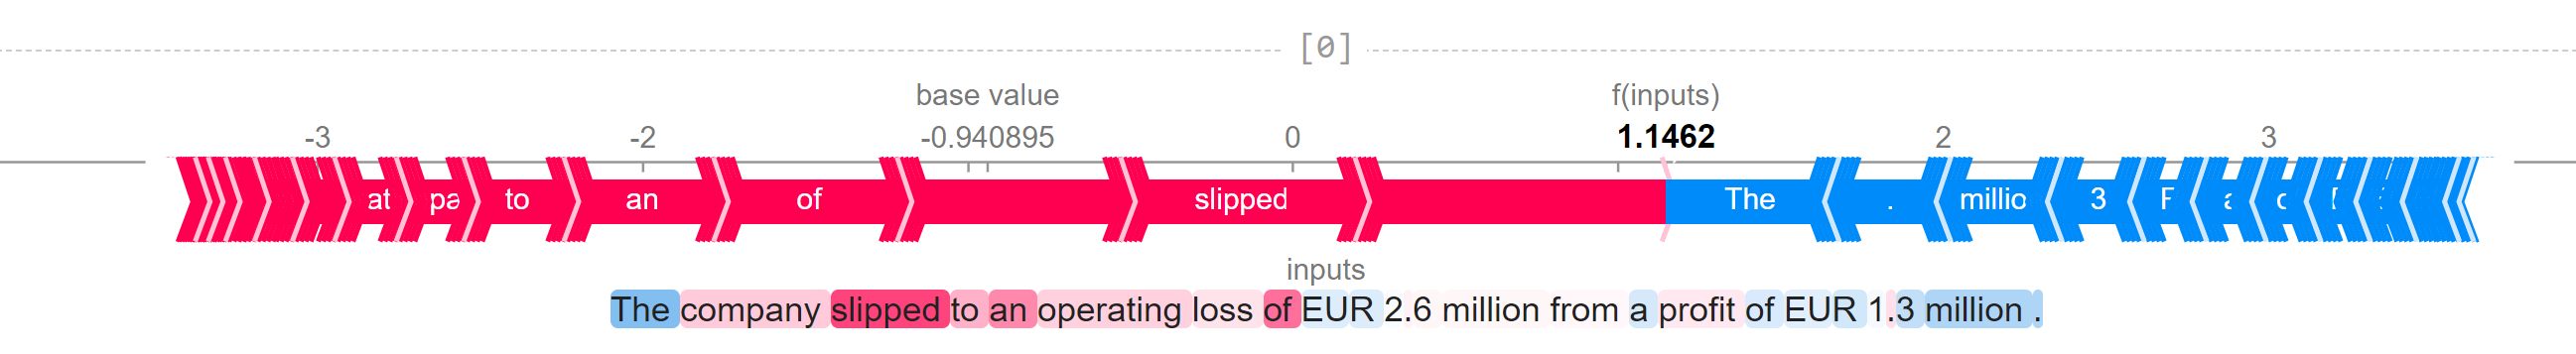 [0]
base value f(inputs)
-3 -2 -0.940895 0 1.1462 2 3
at pa to an of slipped The . millio 3 F
inputs
The company slipped to an operating loss of EUR 2.6 million from a profit of EUR 1.3 million .